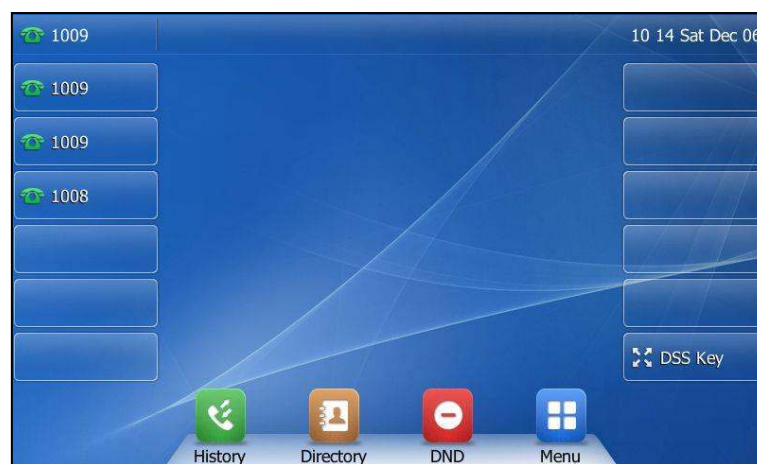 1009
10 14 Sat Dec 06
1009
1009
1008
DSS Key
History
Directory
DND
Menu